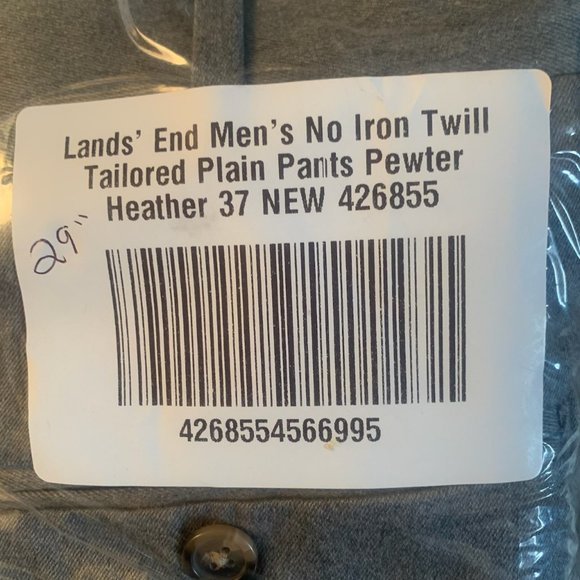 Lands' End Men's No Iron Twill
Tailored Plain Pants Pewter
Heather 37 NEW 426855
29"
4268554566995